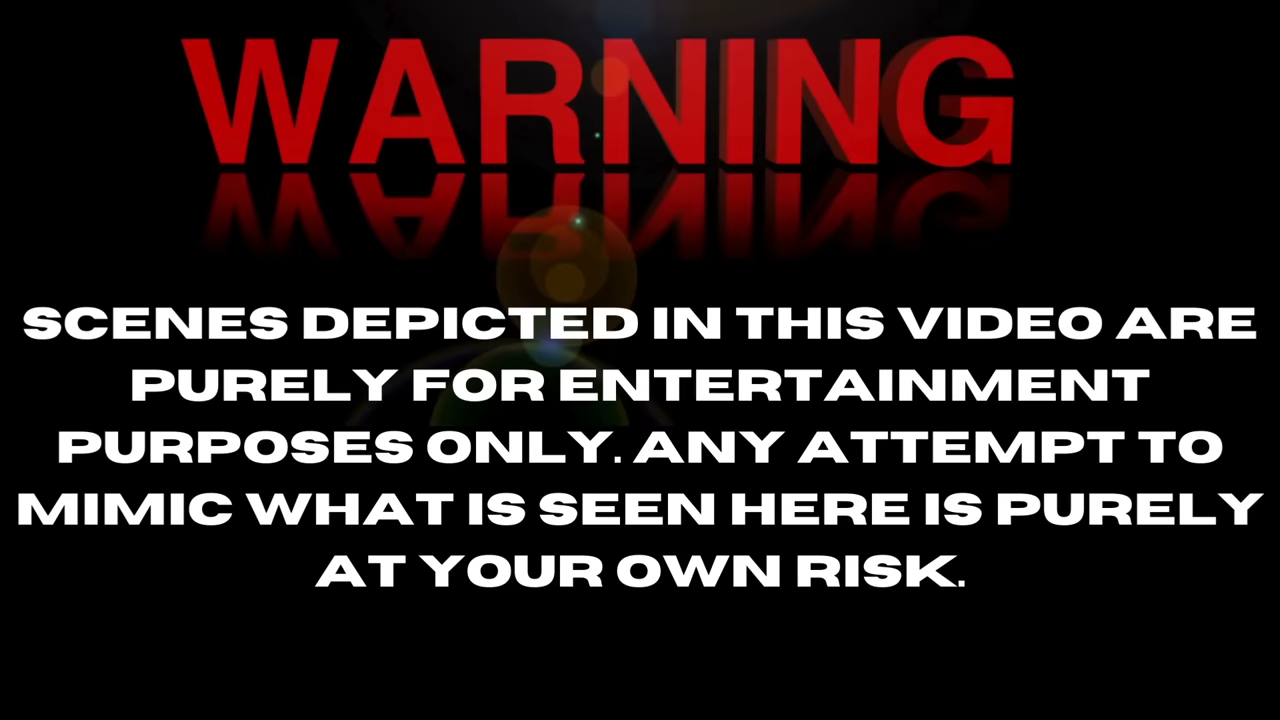 WARNING
SCENES DEPICTED IN THIS VIDEO ARE
PURELY FOR ENTERTAINMENT
PURPOSES ONLY. ANY ATTEMPT TO
MIMIC WHAT IS SEEN HERE IS PURELY
AT YOUR OWN RISK.